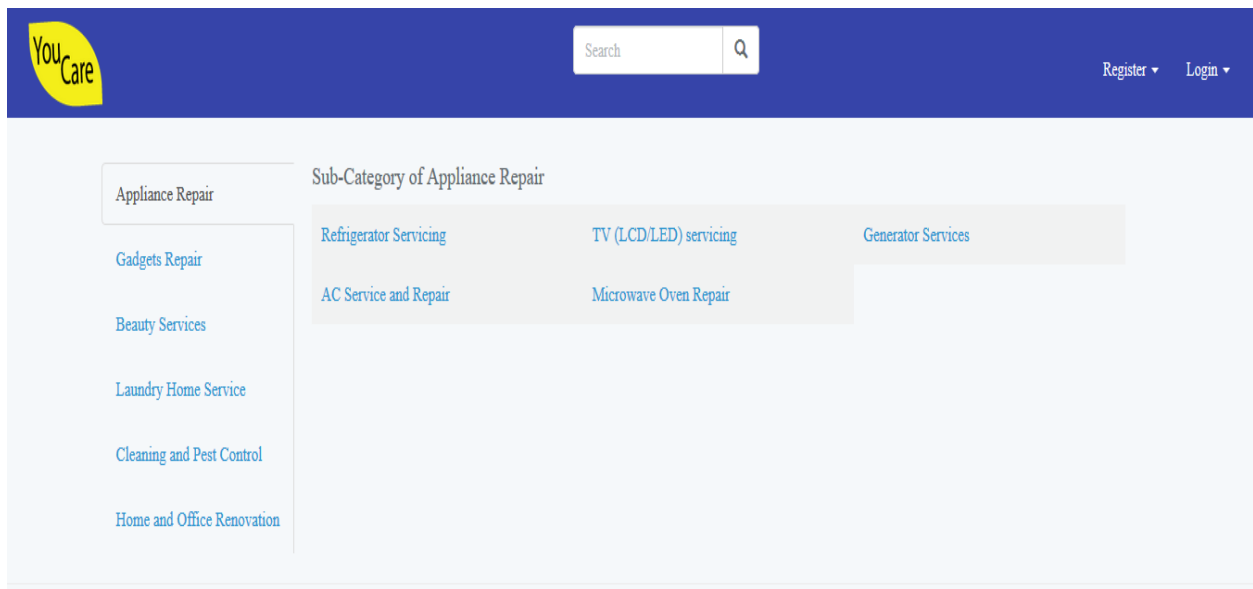 You
Care
Search
Register
Login
Appliance Repair
Gadgets Repair
Beauty Services
Laundry Home Service
Cleaning and Pest Control
Home and Office Renovation
Sub-Category of Appliance Repair
Refrigerator Servicing
TV (LCD/LED) servicing
Generator Services
AC Service and Repair
Microwave Oven Repair